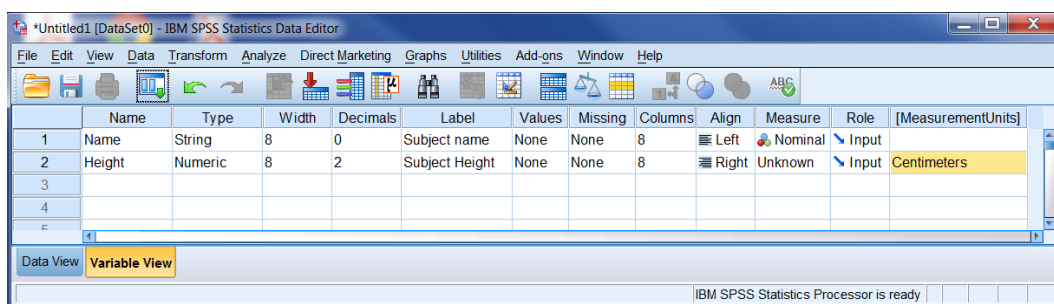 *Untitled1 [DataSet0] - IBM SPSS Statistics Data Editor
File Edit View Data Transform Analyze Direct Marketing Graphs Utilities Add-ons Window Help
Name Type Width Decimals Label Values Missing Columns Align Measure Role [MeasurementUnits]
1 Name String 8 0 Subject name None None 8 Left Nominal Input
2 Height Numeric 8 2 Subject Height None None 8 Right Unknown Input Centimeters
3
4
5
Data View Variable View
IBM SPSS Statistics Processor is ready